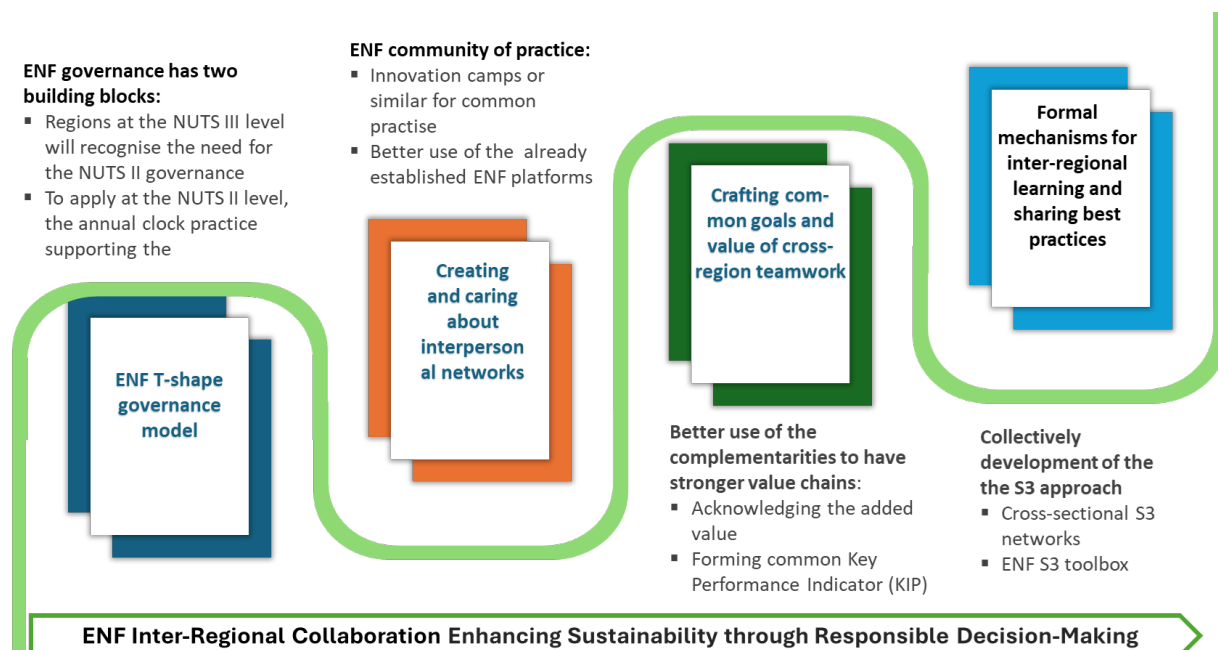 ENF governance has two
building blocks:
▪ Regions at the NUTS III level
will recognise the need for
the NUTS II governance
▪ To apply at the NUTS II level,
the annual clock practice
supporting the
ENF T-shape
governance
model
ENF community of practice:
▪ Innovation camps or
similar for common
practise
▪ Better use of the already
established ENF platforms
Creating
and caring
about
interperson
al networks
Crafting com-
mon goals and
value of cross-
region teamwork
Better use of the
complementarities to have
stronger value chains:
▪ Acknowledging the added
value
▪ Forming common Key
Performance Indicator (KIP)
Formal
mechanisms for
inter-regional
learning and
sharing best
practices
Collectively
development of the
the S3 approach
▪ Cross-sectional S3
networks
▪ ENF S3 toolbox
ENF Inter-Regional Collaboration Enhancing Sustainability through Responsible Decision-Making